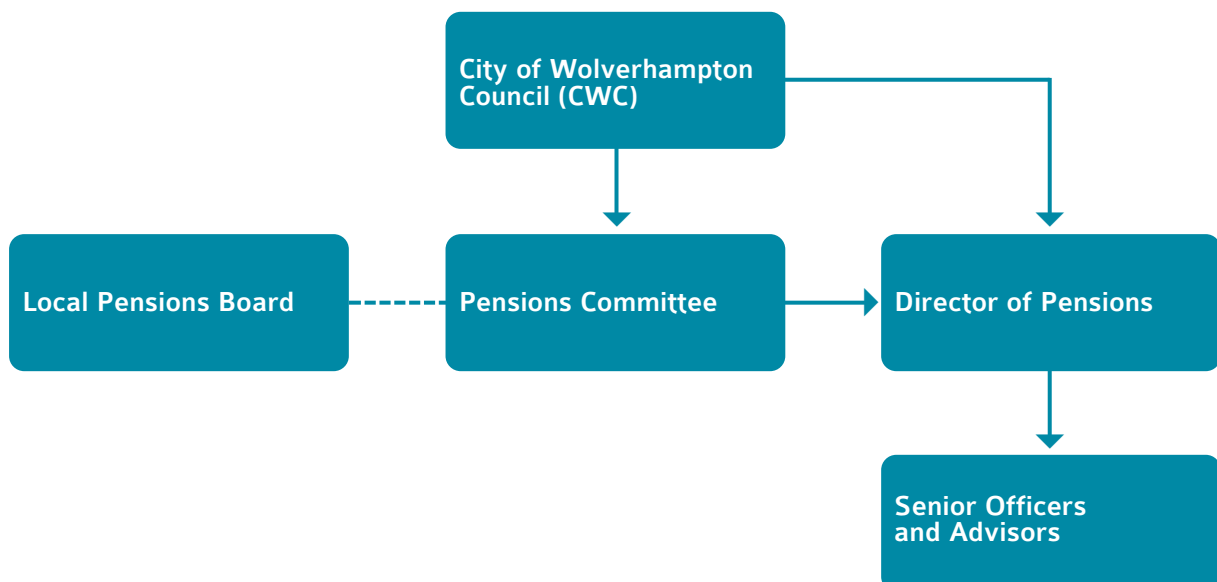 City of Wolverhampton
Council (CWC)
Local Pensions Board
Pensions Committee
Director of Pensions
Senior Officers
and Advisors